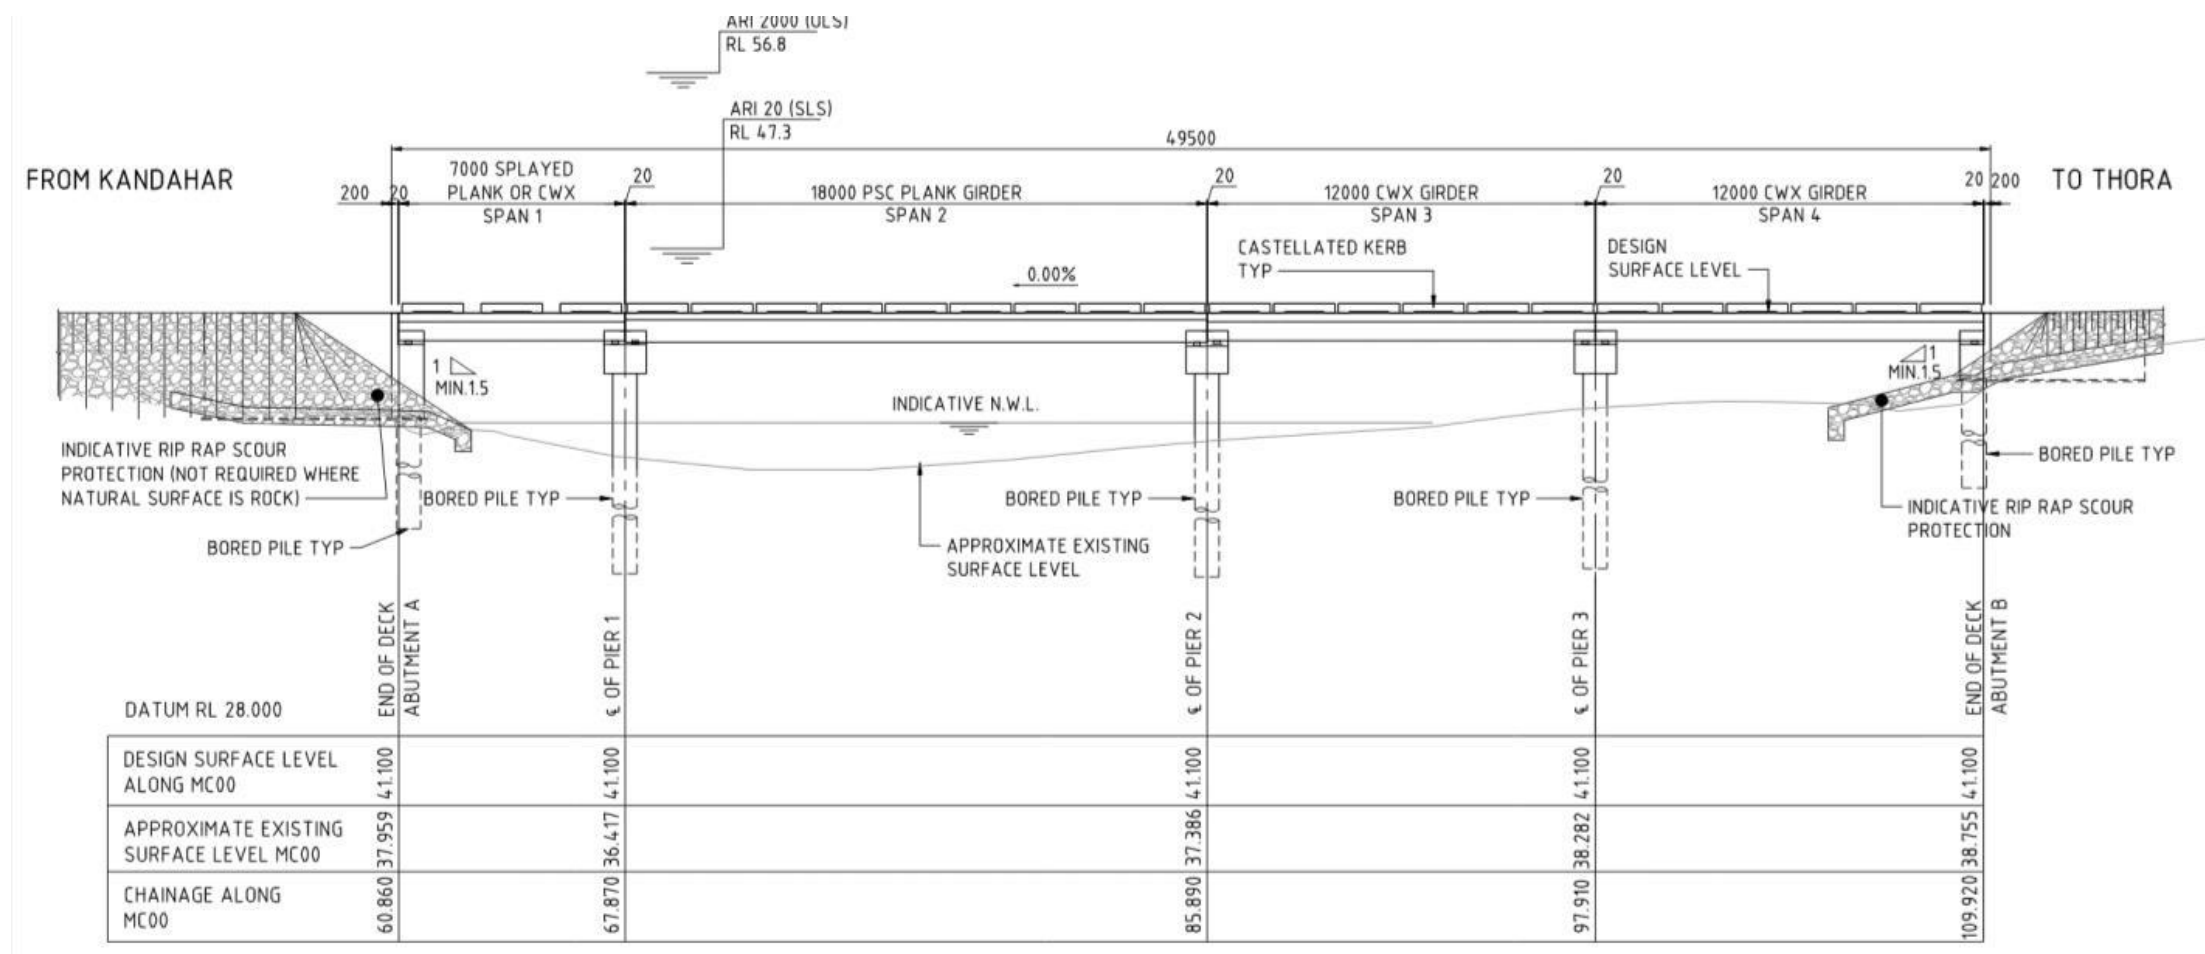 ARI 2000 (ULS)
RL 56.8
ARI 20 (SLS)
RL 47.3
49500
FROM KANDAHAR
TO THORA
200
20
7000 SPLAYED
PLANK OR CWX
SPAN 1
20
18000 PSC PLANK GIRDER
SPAN 2
20
12000 CWX GIRDER
SPAN 3
20
12000 CWX GIRDER
SPAN 4
20
200
CASTELLATED KERB
TYP
DESIGN
SURFACE LEVEL
0.00%
1
MIN.1.5
1
MIN.1.5
INDICATIVE N.W.L.
INDICATIVE RIP RAP SCOUR
PROTECTION (NOT REQUIRED WHERE
NATURAL SURFACE IS ROCK)
BORED PILE TYP
BORED PILE TYP
BORED PILE TYP
BORED PILE TYP
BORED PILE TYP
INDICATIVE RIP RAP SCOUR
PROTECTION
APPROXIMATE EXISTING
SURFACE LEVEL
END OF DECK
ABUTMENT A
℄ OF PIER 1
℄ OF PIER 2
℄ OF PIER 3
END OF DECK
ABUTMENT B
DATUM RL 28.000
DESIGN SURFACE LEVEL
ALONG MC00
41.100
41.100
41.100
41.100
41.100
APPROXIMATE EXISTING
SURFACE LEVEL MC00
37.959
36.417
37.386
38.282
38.755
CHAINAGE ALONG
MC00
60.860
67.870
85.890
97.910
109.920